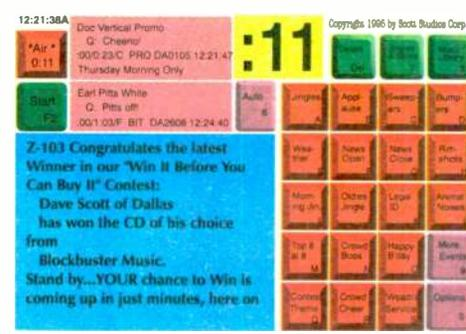 12:21:38A
Copyright 1996 by Scott Studios Corp.
*Air *
0:11
Doc Vertical Promo
Q: Cheerio!
:00/0:23/C PRO DA0105 12:21:47
Thursday Morning Only
:11
Start
F2
Earl Pitts White
Q: Pitts off!
:00/1:03/F BIT DA2608 12:24:40
Auto
Jingles
A
Appl-
ause
B
Sweep-
ers
C
Bump-
ers
D
Wea-
ther
News
Open
News
Close
Rim-
shots
Morn-
ing Jin
Oldies
Jingle
Legal
ID
Animal
Noises
Top 8
at 8
M
Crowd
Boos
N
Happy
B'day
More
Events
Contest
Theme
Crowd
Cheer
Options
Z-103 Congratulates the latest
Winner in our "Win It Before You
Can Buy It" Contest:
Dave Scott of Dallas
has won the CD of his choice
from
Blockbuster Music.
Stand by...YOUR chance to Win is
coming up in just minutes, here on